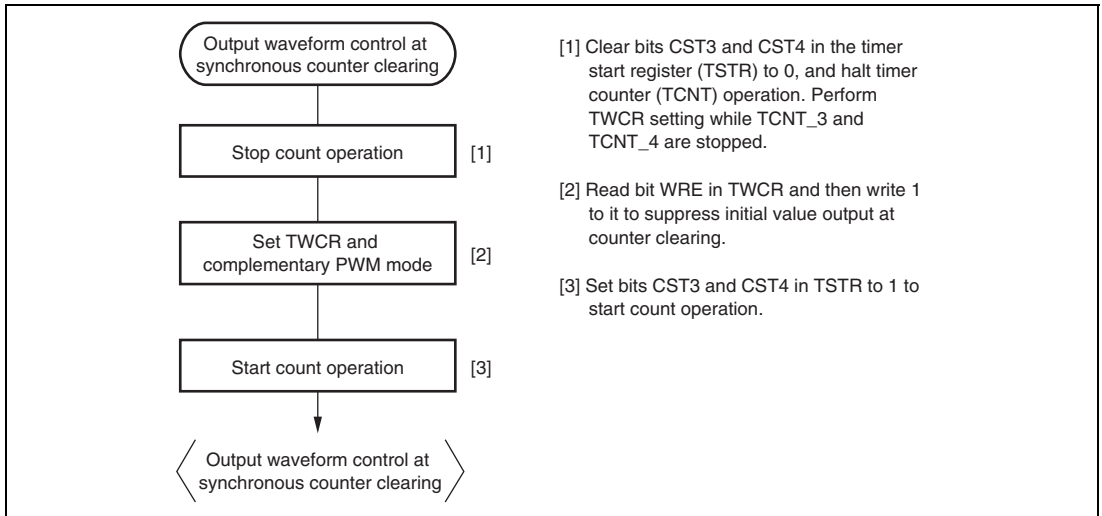 Output waveform control at
synchronous counter clearing
Stop count operation
[1]
Set TWCR and
complementary PWM mode
[2]
Start count operation
[3]
Output waveform control at
synchronous counter clearing
[1] Clear bits CST3 and CST4 in the timer
start register (TSTR) to 0, and halt timer
counter (TCNT) operation. Perform
TWCR setting while TCNT_3 and
TCNT_4 are stopped.
[2] Read bit WRE in TWCR and then write 1
to it to suppress initial value output at
counter clearing.
[3] Set bits CST3 and CST4 in TSTR to 1 to
start count operation.